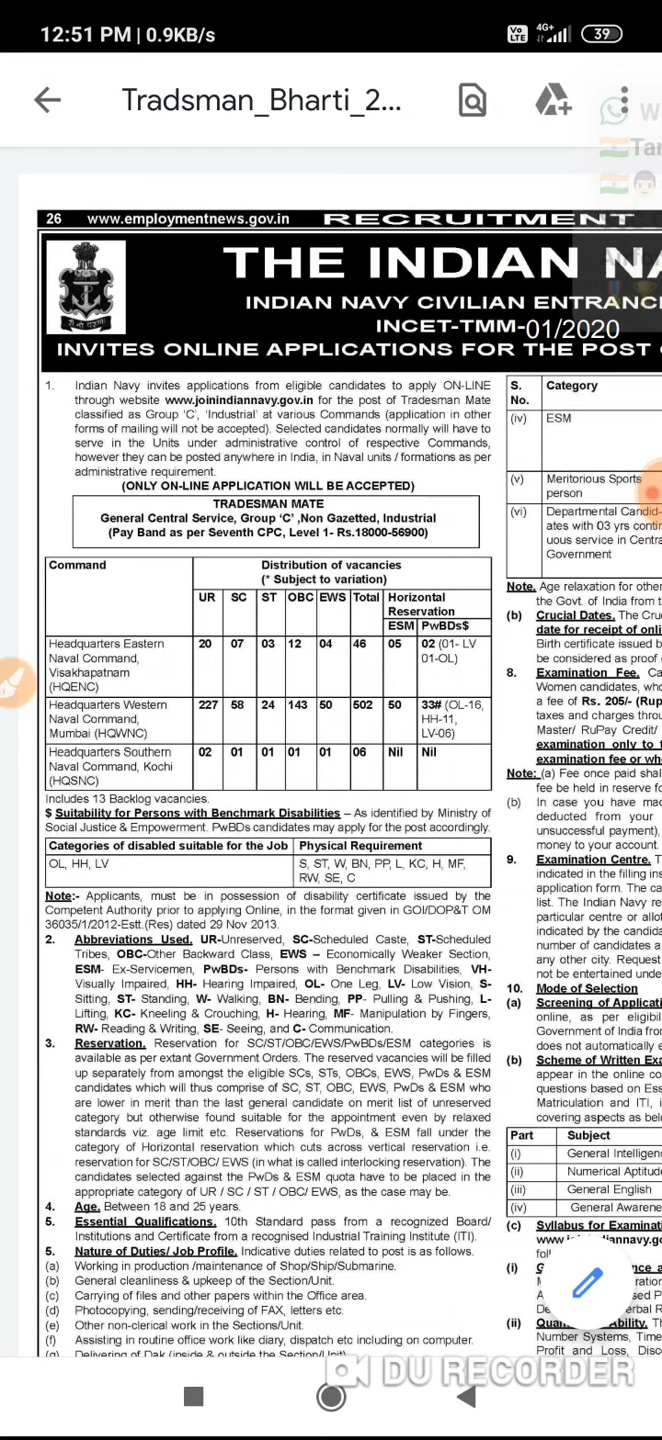 12:51 PM | 0.9KB/s
Vo LTE 4G+ 39
Tradsman_Bharti_2...
26 www.employmentnews.gov.in RECRUITMENT
THE INDIAN NA
INDIAN NAVY CIVILIAN ENTRANC
INCET-TMM-01/2020
INVITES ONLINE APPLICATIONS FOR THE POST
1. Indian Navy invites applications from eligible candidates to apply ON-LINE
through website www.joinindiannavy.gov.in for the post of Tradesman Mate
classified as Group 'C', 'Industrial' at various Commands (application in other
forms of mailing will not be accepted). Selected candidates normally will have to
serve in the Units under administrative control of respective Commands,
however they can be posted anywhere in India, in Naval units / formations as per
administrative requirement.
(ONLY ON-LINE APPLICATION WILL BE ACCEPTED)
TRADESMAN MATE
General Central Service, Group 'C' ,Non Gazetted, Industrial
(Pay Band as per Seventh CPC, Level 1- Rs.18000-56900)
Command Distribution of vacancies
(* Subject to variation)
UR SC ST OBC EWS Total Horizontal
Reservation
ESM PwBDs$
Headquarters Eastern 20 07 03 12 04 46 05 02 (01- LV
Naval Command, 01-OL)
Visakhapatnam
(HQENC)
Headquarters Western 227 58 24 143 50 502 50 33# (OL-16,
Naval Command, HH-11,
Mumbai (HQWNC) LV-06)
Headquarters Southern 02 01 01 01 01 06 Nil Nil
Naval Command, Kochi
(HQSNC)
Includes 13 Backlog vacancies.
$ Suitability for Persons with Benchmark Disabilities – As identified by Ministry of
Social Justice & Empowerment. PwBDs candidates may apply for the post accordingly.
Categories of disabled suitable for the Job Physical Requirement
OL, HH, LV S, ST, W, BN, PP, L, KC, H, MF,
RW, SE, C
Note:- Applicants, must be in possession of disability certificate issued by the
Competent Authority prior to applying Online, in the format given in GOI/DOP&T OM
36035/1/2012-Estt.(Res) dated 29 Nov 2013.
2. Abbreviations Used. UR-Unreserved, SC-Scheduled Caste, ST-Scheduled
Tribes, OBC-Other Backward Class, EWS – Economically Weaker Section,
ESM- Ex-Servicemen, PwBDs- Persons with Benchmark Disabilities, VH-
Visually Impaired, HH- Hearing Impaired, OL- One Leg, LV- Low Vision, S-
Sitting, ST- Standing, W- Walking, BN- Bending, PP- Pulling & Pushing, L-
Lifting, KC- Kneeling & Crouching, H- Hearing, MF- Manipulation by Fingers,
RW- Reading & Writing, SE- Seeing, and C- Communication.
3. Reservation. Reservation for SC/ST/OBC/EWS/PwBDs/ESM categories is
available as per extant Government Orders. The reserved vacancies will be filled
up separately from amongst the eligible SCs, STs, OBCs, EWS, PwDs & ESM
candidates which will thus comprise of SC, ST, OBC, EWS, PwDs & ESM who
are lower in merit than the last general candidate on merit list of unreserved
category but otherwise found suitable for the appointment even by relaxed
standards viz. age limit etc. Reservations for PwDs, & ESM fall under the
category of Horizontal reservation which cuts across vertical reservation i.e.
reservation for SC/ST/OBC/ EWS (in what is called interlocking reservation). The
candidates selected against the PwDs & ESM quota have to be placed in the
appropriate category of UR / SC / ST / OBC/ EWS, as the case may be.
4. Age. Between 18 and 25 years.
5. Essential Qualifications. 10th Standard pass from a recognized Board/
Institutions and Certificate from a recognised Industrial Training Institute (ITI).
5. Nature of Duties/ Job Profile. Indicative duties related to post is as follows.
(a) Working in production /maintenance of Shop/Ship/Submarine.
(b) General cleanliness & upkeep of the Section/Unit.
(c) Carrying of files and other papers within the Office area.
(d) Photocopying, sending/receiving of FAX, letters etc.
(e) Other non-clerical work in the Sections/Unit.
(f) Assisting in routine office work like diary, dispatch etc including on computer.
(g) Delivering of Dak (inside & outside the Section/Unit)
S. Category
No.
(iv) ESM
(v) Meritorious Sports
person
(vi) Departmental Candid-
ates with 03 yrs contin
uous service in Centra
Government
Note. Age relaxation for other
the Govt. of India from t
(b) Crucial Dates. The Cru
date for receipt of onli
Birth certificate issued b
be considered as proof
8. Examination Fee. Ca
Women candidates, who
a fee of Rs. 205/- (Rup
taxes and charges throu
Master/ RuPay Credit/
examination only to t
examination fee or who
Note: (a) Fee once paid shal
fee be held in reserve fo
(b) In case you have mad
deducted from your
unsuccessful payment),
money to your account.
9. Examination Centre. T
indicated in the filling ins
application form. The ca
list. The Indian Navy re
particular centre or allot
indicated by the candida
number of candidates a
any other city. Request
not be entertained unde
10. Mode of Selection
(a) Screening of Applicati
online, as per eligibil
Government of India from
does not automatically e
(b) Scheme of Written Exa
appear in the online co
questions based on Ess
Matriculation and ITI, i
covering aspects as belo
Part Subject
(i) General Intelligenc
(ii) Numerical Aptitude
(iii) General English
(iv) General Awarene
(c) Syllabus for Examinat
(i)
(ii)
Number Systems, Time
Profit and Loss, Disc
DU RECORDER